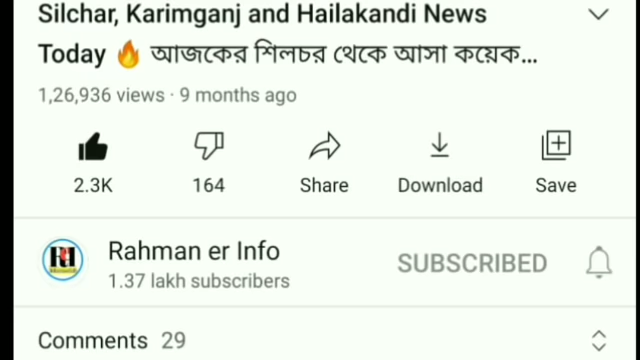 Silchar, Karimganj and Hailakandi News
Today 🔥 আজকের শিলচর থেকে আসা কয়েক...
1,26,936 views · 9 months ago
2.3K
164
Share
Download
Save
Rahman er Info
1.37 lakh subscribers
SUBSCRIBED
Comments 29